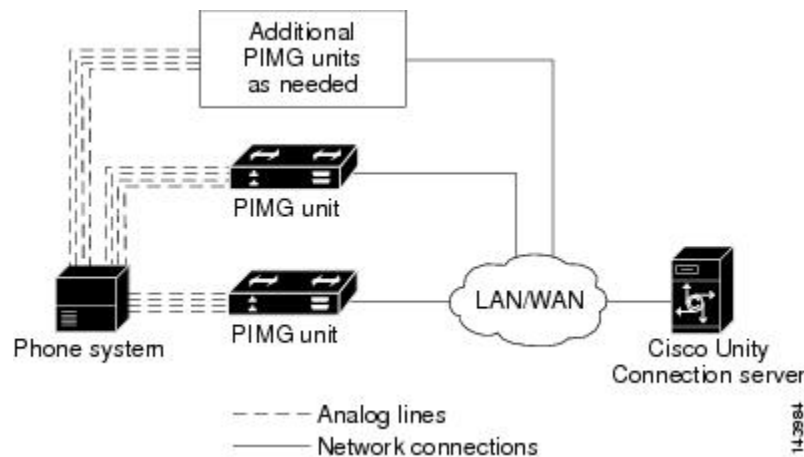 Additional
PIMG units
as needed
PIMG unit
PIMG unit
Phone system
LAN/WAN
Cisco Unity
Connection server
Analog lines
Network connections
143984